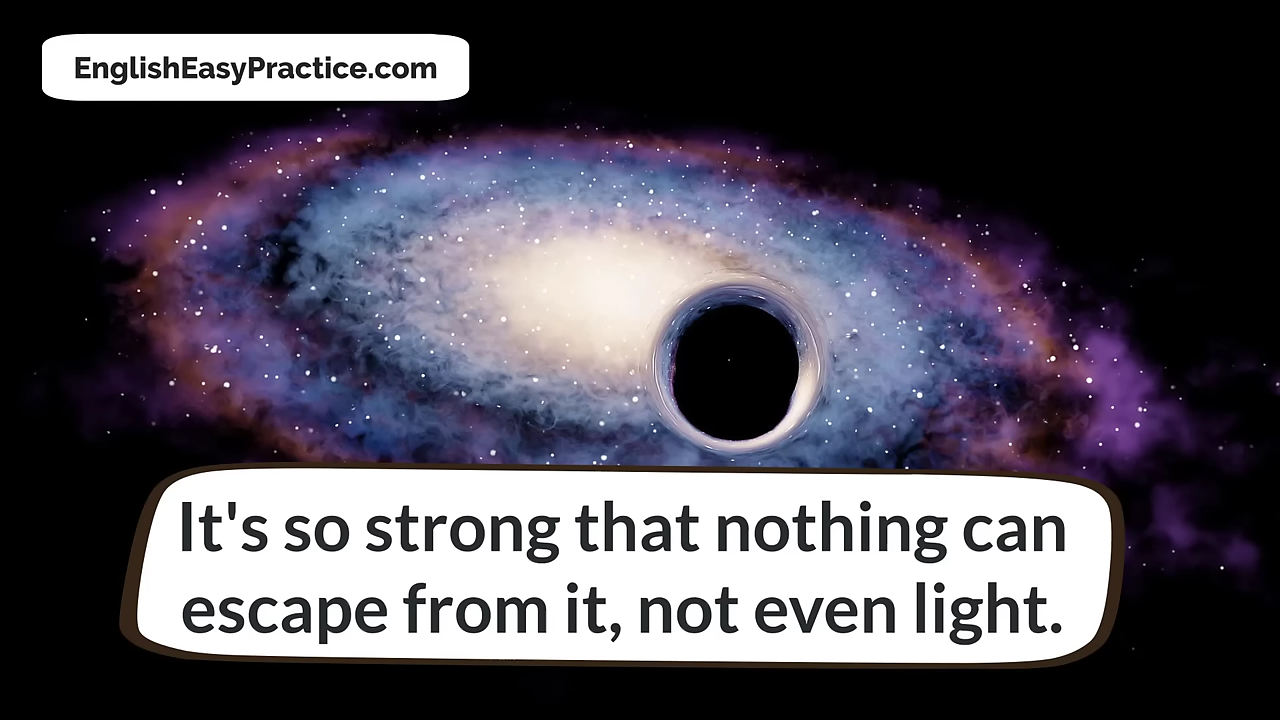 EnglishEasyPractice.com
It's so strong that nothing can
escape from it, not even light.